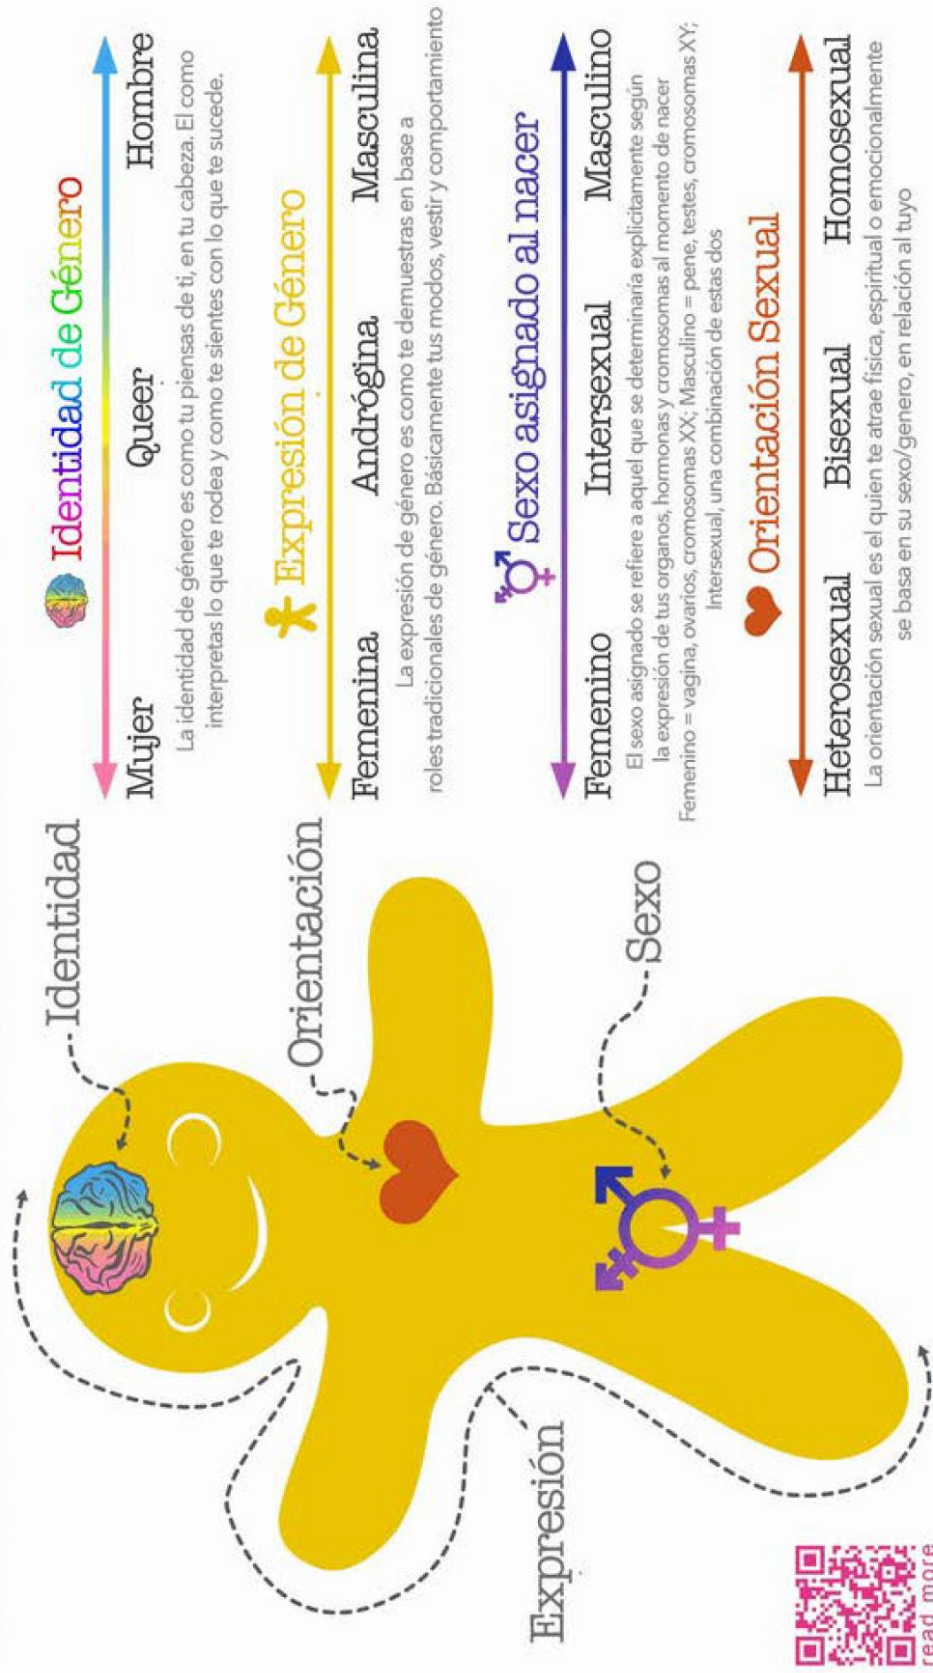 Identidad
Orientación
Sexo
Expresión
read more
Identidad de Género
Mujer Queer Hombre
La identidad de género es como tu piensas de ti, en tu cabeza. El como
interpretas lo que te rodea y como te sientes con lo que te sucede.
Expresión de Género
Femenina Andrógina Masculina
La expresión de género es como te demuestras en base a
roles tradicionales de género. Básicamente tus modos, vestir y comportamiento
Sexo asignado al nacer
Femenino Intersexual Masculino
El sexo asignado se refiere a aquel que se determinaría explicitamente según
la expresión de tus organos, hormonas y cromosomas al momento de nacer
Femenino = vagina, ovarios, cromosomas XX; Masculino = pene, testes, cromosomas XY;
Intersexual, una combinación de estas dos
Orientación Sexual
Heterosexual Bisexual Homosexual
La orientación sexual es el quien te atrae fisica, espiritual o emocionalmente
se basa en su sexo/genero, en relación al tuyo